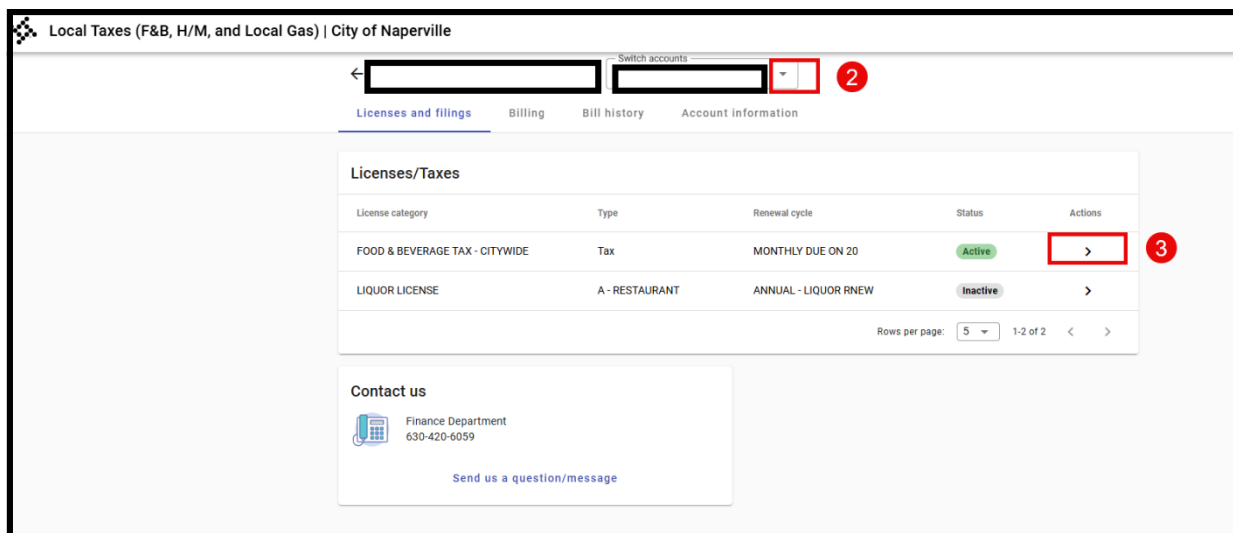 Local Taxes (F&B, H/M, and Local Gas) | City of Naperville
Switch accounts
2
Licenses and filings Billing Bill history Account information
Licenses/Taxes
License category Type Renewal cycle Status Actions
FOOD & BEVERAGE TAX - CITYWIDE Tax MONTHLY DUE ON 20 Active
3
LIQUOR LICENSE A - RESTAURANT ANNUAL - LIQUOR RNEW Inactive
Rows per page: 5 1-2 of 2
Contact us
Finance Department
630-420-6059
Send us a question/message